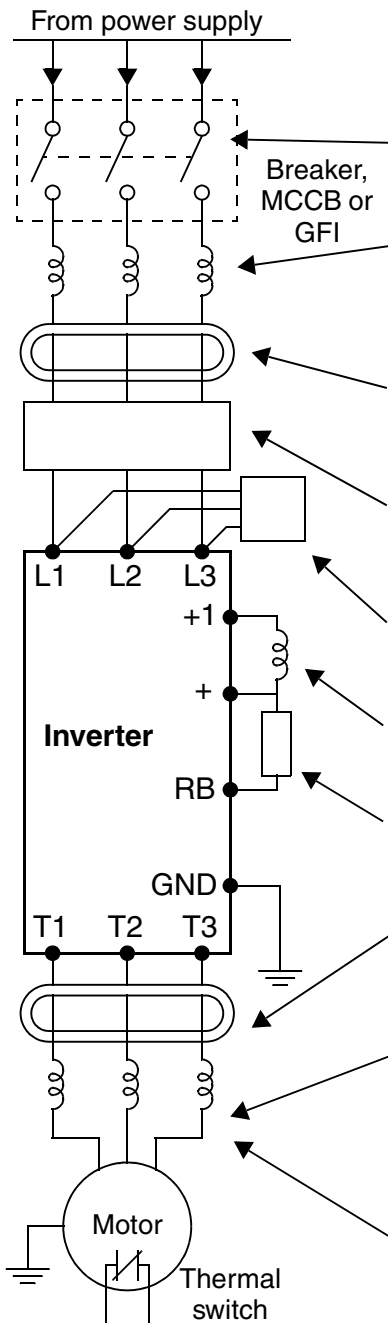 From power supply
Breaker,
MCCB or
GFI
L1 L2 L3
+1
+
Inverter
RB
GND
T1 T2 T3
Motor
Thermal
switch